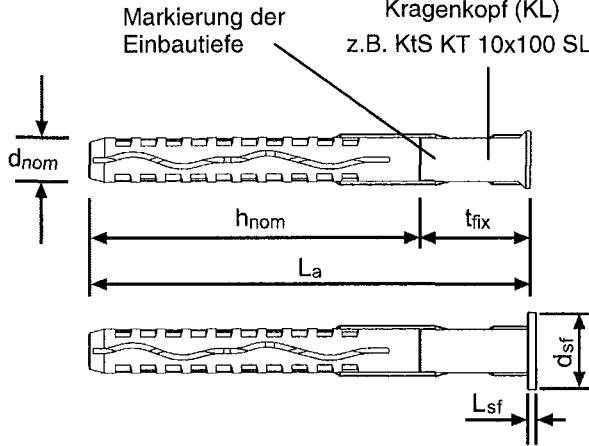 Markierung der
Einbautiefe
Kragenkopf (KL)
z.B. KtS KT 10x100 SL
dnom
hnom
tfix
La
dsf
Lsf